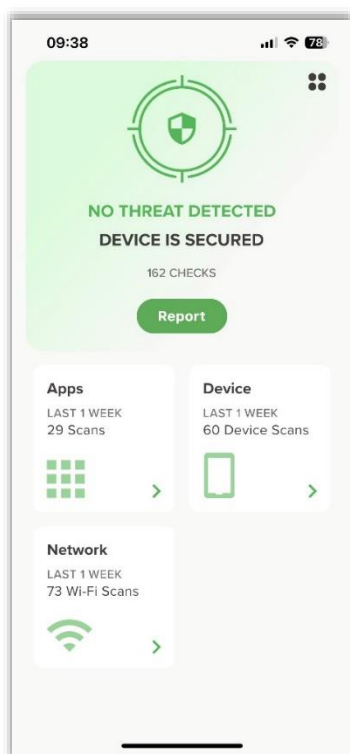 09:38
78
NO THREAT DETECTED
DEVICE IS SECURED
162 CHECKS
Report
Apps
LAST 1 WEEK
29 Scans
Device
LAST 1 WEEK
60 Device Scans
Network
LAST 1 WEEK
73 Wi-Fi Scans